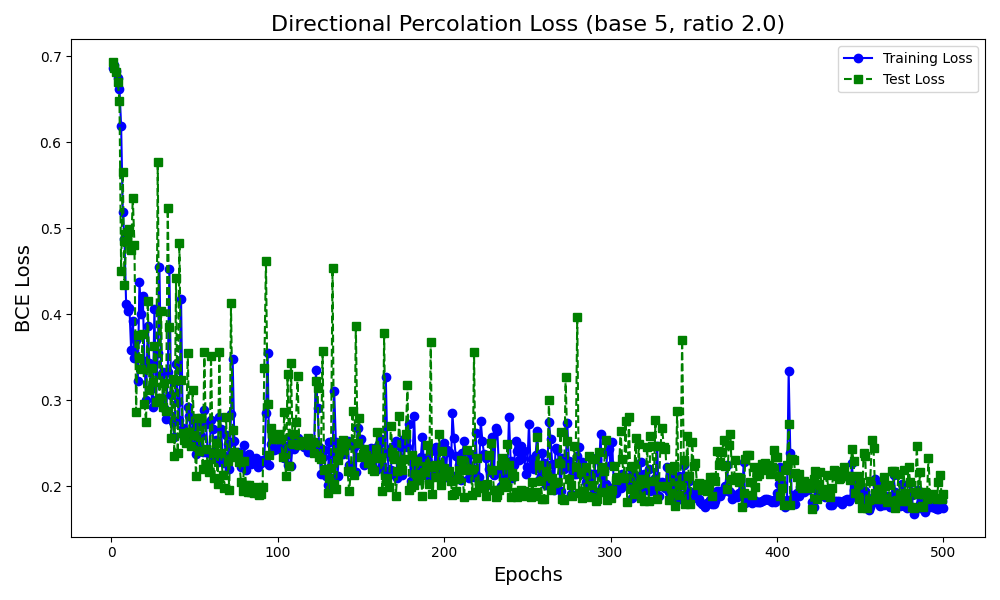 Directional Percolation Loss (base 5, ratio 2.0)
Training Loss
Test Loss
BCE Loss
0.7
0.6
0.5
0.4
0.3
0.2
0 100 200 300 400 500
Epochs